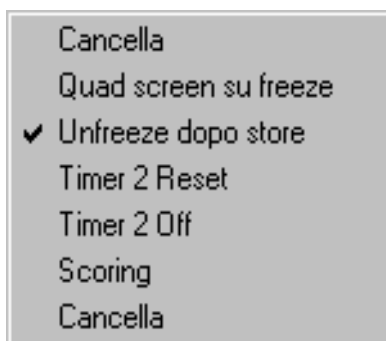 Cancella
Quad screen su freeze
Unfreeze dopo store
Timer 2 Reset
Timer 2 Off
Scoring
Cancella